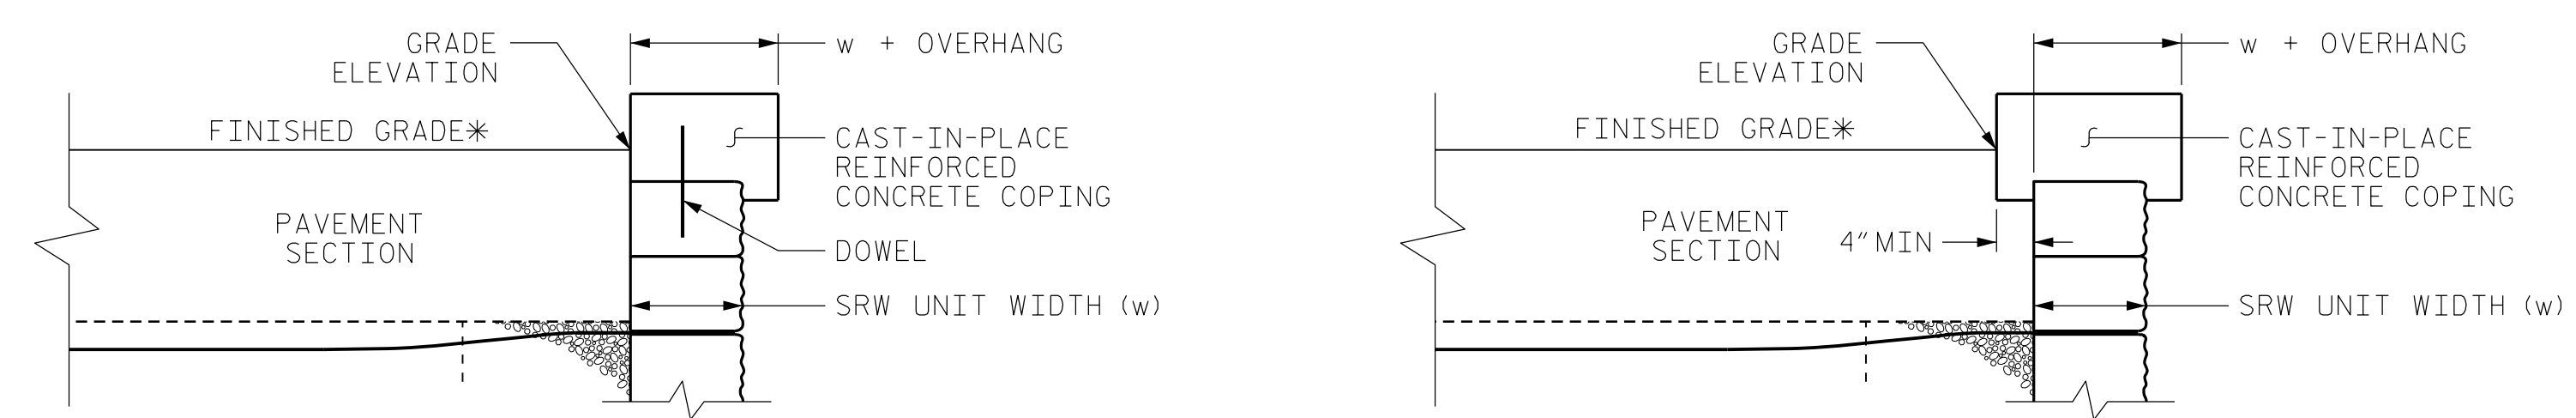 GRADE
ELEVATION
w + OVERHANG
FINISHED GRADE*
CAST-IN-PLACE
REINFORCED
CONCRETE COPING
PAVEMENT
SECTION
DOWEL
SRW UNIT WIDTH (w)
GRADE
ELEVATION
w + OVERHANG
FINISHED GRADE*
CAST-IN-PLACE
REINFORCED
CONCRETE COPING
PAVEMENT
SECTION
4" MIN
SRW UNIT WIDTH (w)